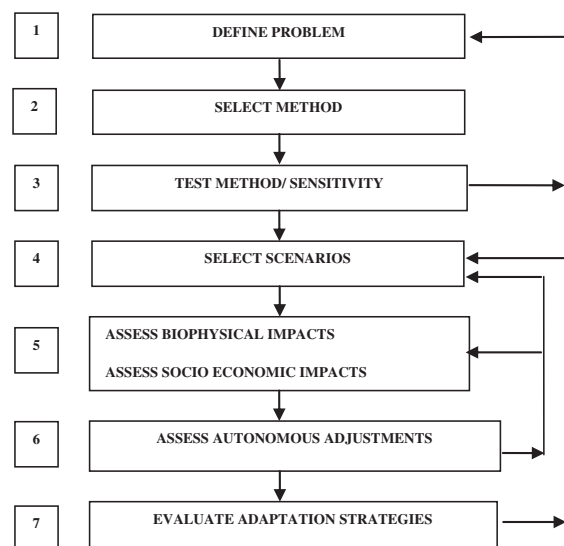 1 DEFINE PROBLEM
2 SELECT METHOD
3 TEST METHOD/ SENSITIVITY
4 SELECT SCENARIOS
5 ASSESS BIOPHYSICAL IMPACTS
ASSESS SOCIO ECONOMIC IMPACTS
6 ASSESS AUTONOMOUS ADJUSTMENTS
7 EVALUATE ADAPTATION STRATEGIES